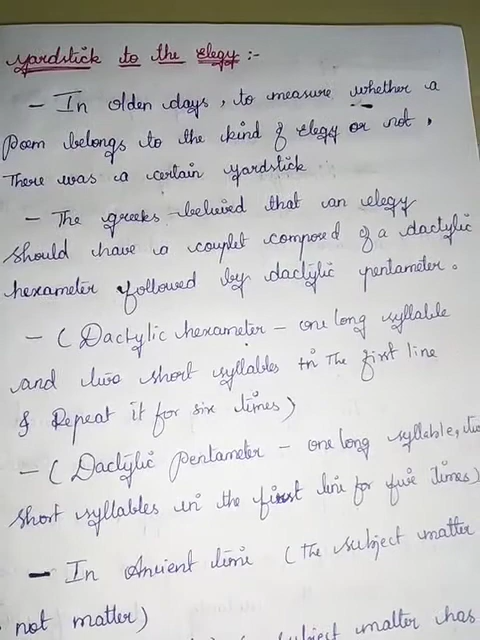 Yardstick to the Elegy :-
- In olden days, to measure whether a
Poem belongs to the kind of Elegy or not,
There was a certain yardstick
- The greeks believed that an elegy
should have a couplet composed of a dactylic
hexameter followed by dactylic pentameter.
- (Dactylic hexameter - one long syllable
and two short syllables in The first line
& Repeat it for six times)
- (Dactylic pentameter - one long syllable, two
short syllables in the first line for five Times)
- In Ancient time (The subject matter
not matter)
subject matter has